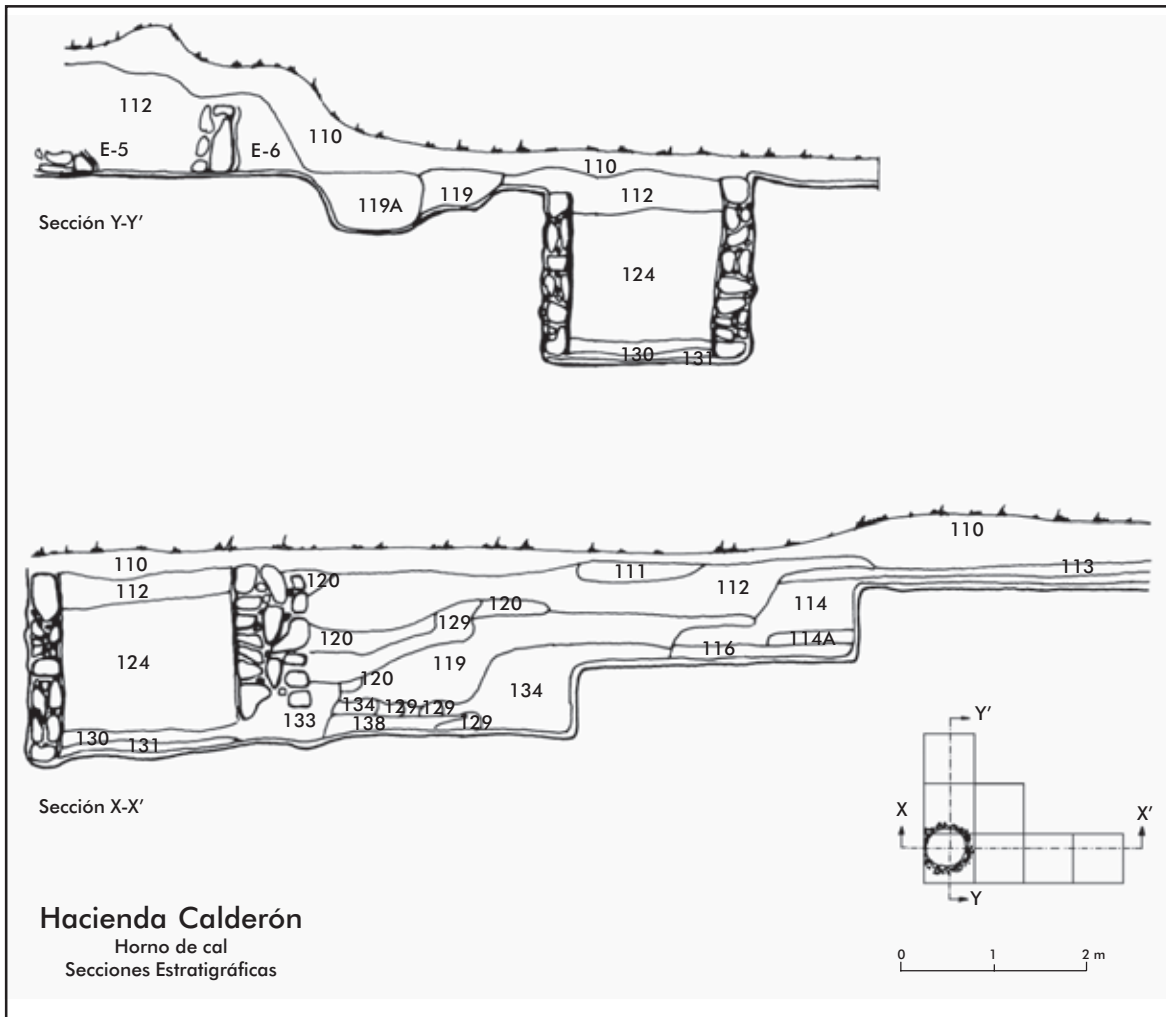 112
E-5
E-6
110
110
119A
119
112
124
130
131
Sección Y-Y’
110
112
124
130
131
120
120
120
129
120
119
111
112
110
113
114
114A
116
134
134
129
129
129
138
133
Sección X-X’
Y’
X
X’
Y
Hacienda Calderón
Horno de cal
Secciones Estratigráficas
0 1 2 m